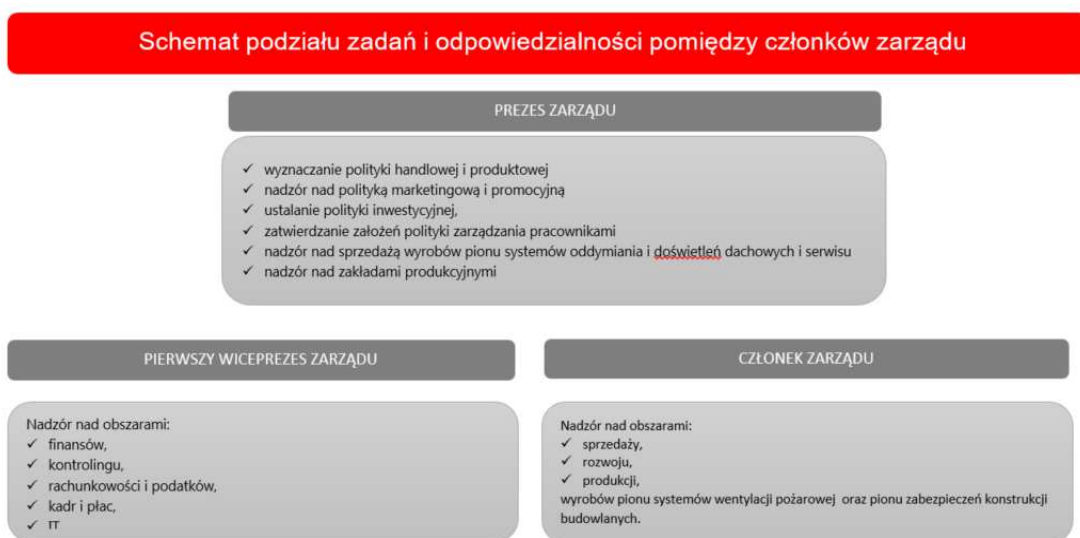 Schemat podziału zadań i odpowiedzialności pomiędzy członków zarządu
PREZES ZARZĄDU
✓ wyznaczanie polityki handlowej i produktowej
✓ nadzór nad polityką marketingową i promocyjną
✓ ustalanie polityki inwestycyjnej,
✓ zatwierdzanie założeń polityki zarządzania pracownikami
✓ nadzór nad sprzedażą wyrobów pionu systemów oddymiania i doświetleń dachowych i serwisu
✓ nadzór nad zakładami produkcyjnymi
PIERWSZY WICEPREZES ZARZĄDU
Nadzór nad obszarami:
✓ finansów,
✓ kontrolingu,
✓ rachunkowości i podatków,
✓ kadr i płac,
✓ IT
CZŁONEK ZARZĄDU
Nadzór nad obszarami:
✓ sprzedaży,
✓ rozwoju,
✓ produkcji,
wyrobów pionu systemów wentylacji pożarowej oraz pionu zabezpieczeń konstrukcji
budowlanych.